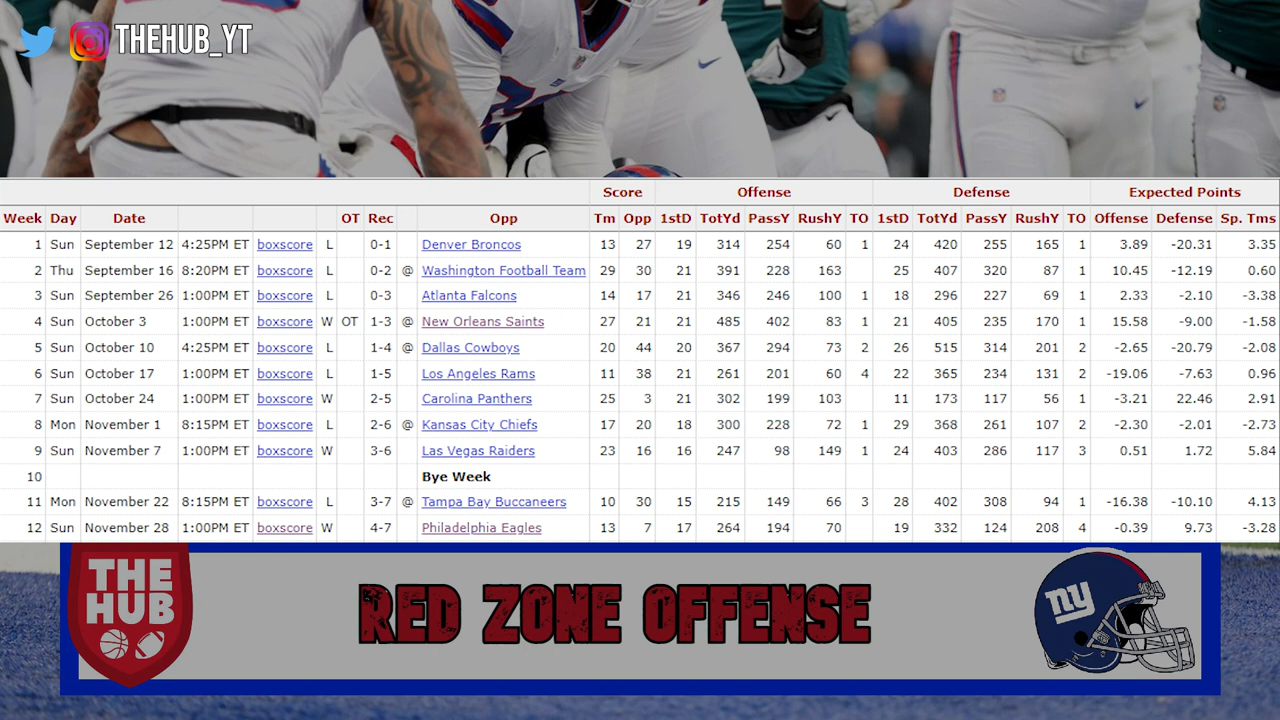 THEHUB_YT
Score Offense Defense Expected Points
Week Day Date OT Rec Opp Tm Opp 1stD TotYd PassY RushY TO 1stD TotYd PassY RushY TO Offense Defense Sp. Tms
1 Sun September 12 4:25PM ET boxscore L 0-1 Denver Broncos 13 27 19 314 254 60 1 24 420 255 165 1 3.89 -20.31 3.35
2 Thu September 16 8:20PM ET boxscore L 0-2 @ Washington Football Team 29 30 21 391 228 163 25 407 320 87 1 10.45 -12.19 0.60
3 Sun September 26 1:00PM ET boxscore L 0-3 Atlanta Falcons 14 17 21 346 246 100 1 18 296 227 69 1 2.33 -2.10 -3.38
4 Sun October 3 1:00PM ET boxscore W OT 1-3 @ New Orleans Saints 27 21 21 485 402 83 1 21 405 235 170 1 15.58 -9.00 -1.58
5 Sun October 10 4:25PM ET boxscore L 1-4 @ Dallas Cowboys 20 44 20 367 294 73 2 26 515 314 201 2 -2.65 -20.79 -2.08
6 Sun October 17 1:00PM ET boxscore L 1-5 Los Angeles Rams 11 38 21 261 201 60 4 22 365 234 131 2 -19.06 -7.63 0.96
7 Sun October 24 1:00PM ET boxscore W 2-5 Carolina Panthers 25 3 21 302 199 103 11 173 117 56 1 -3.21 22.46 2.91
8 Mon November 1 8:15PM ET boxscore L 2-6 @ Kansas City Chiefs 17 20 18 300 228 72 1 29 368 261 107 2 -2.30 -2.01 -2.73
9 Sun November 7 1:00PM ET boxscore W 3-6 Las Vegas Raiders 23 16 16 247 98 149 1 24 403 286 117 3 0.51 1.72 5.84
10 Bye Week
11 Mon November 22 8:15PM ET boxscore L 3-7 @ Tampa Bay Buccaneers 10 30 15 215 149 66 3 28 402 308 94 1 -16.38 -10.10 4.13
12 Sun November 28 1:00PM ET boxscore W 4-7 Philadelphia Eagles 13 7 17 264 194 70 19 332 124 208 4 -0.39 9.73 -3.28
THE
HUB
RED ZONE OFFENSE
ny